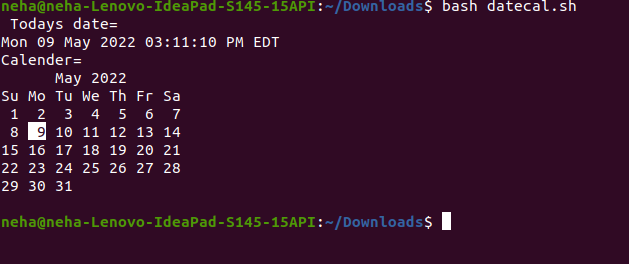 neha@neha-Lenovo-IdeaPad-S145-15API:~/Downloads$ bash datecal.sh
 Todays date=
Mon 09 May 2022 03:11:10 PM EDT
Calender=
      May 2022
Su Mo Tu We Th Fr Sa
 1  2  3  4  5  6  7
 8  9 10 11 12 13 14
15 16 17 18 19 20 21
22 23 24 25 26 27 28
29 30 31
neha@neha-Lenovo-IdeaPad-S145-15API:~/Downloads$